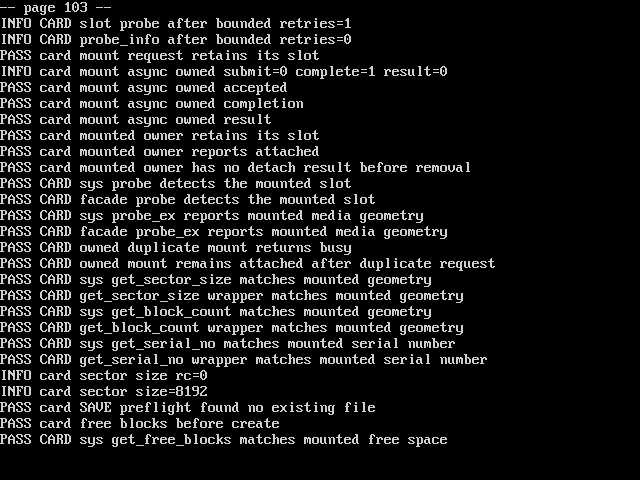 -- page 103 --
INFO CARD slot probe after bounded retries=1
INFO CARD probe_info after bounded retries=0
PASS card mount request retains its slot
INFO card mount async owned submit=0 complete=1 result=0
PASS card mount async owned accepted
PASS card mount async owned completion
PASS card mount async owned result
PASS card mounted owner retains its slot
PASS card mounted owner reports attached
PASS card mounted owner has no detach result before removal
PASS CARD sys probe detects the mounted slot
PASS CARD facade probe detects the mounted slot
PASS CARD sys probe_ex reports mounted media geometry
PASS CARD facade probe_ex reports mounted media geometry
PASS CARD owned duplicate mount returns busy
PASS CARD owned mount remains attached after duplicate request
PASS CARD sys get_sector_size matches mounted geometry
PASS CARD get_sector_size wrapper matches mounted geometry
PASS CARD sys get_block_count matches mounted geometry
PASS CARD get_block_count wrapper matches mounted geometry
PASS CARD sys get_serial_no matches mounted serial number
PASS CARD get_serial_no wrapper matches mounted serial number
INFO card sector size rc=0
INFO card sector size=8192
PASS card SAVE preflight found no existing file
PASS card free blocks before create
PASS CARD sys get_free_blocks matches mounted free space